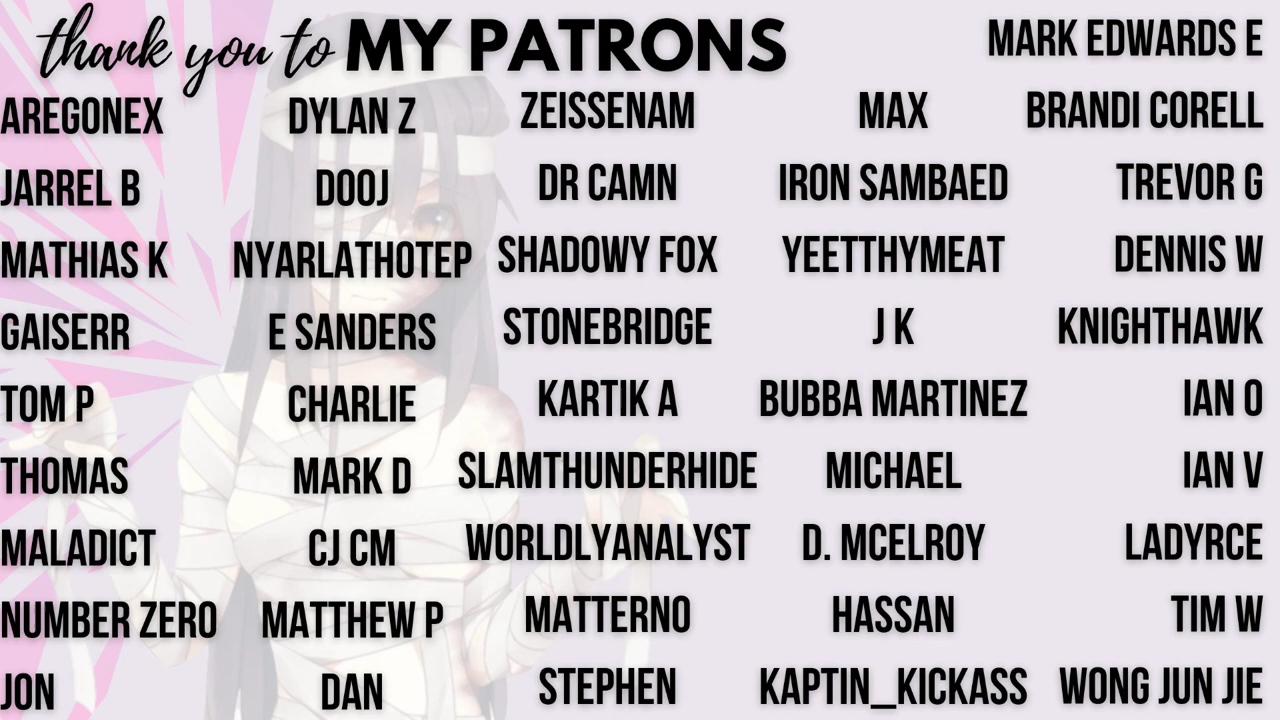 thank you to MY PATRONS
AREGONEX
JARREL B
MATHIAS K
GAISERR
TOM P
THOMAS
MALADICT
NUMBER ZERO
JON
DYLAN Z
DOOJ
NYARLATHOTEP
E SANDERS
CHARLIE
MARK D
CJ CM
MATTHEW P
DAN
ZEISSENAM
DR CAMN
SHADOWY FOX
STONEBRIDGE
KARTIK A
SLAMTHUNDERHIDE
WORLDLYANALYST
MATTERNO
STEPHEN
MAX
IRON SAMBAED
YEETTHYMEAT
J K
BUBBA MARTINEZ
MICHAEL
D. MCELROY
HASSAN
KAPTIN_KICKASS
MARK EDWARDS E
BRANDI CORELL
TREVOR G
DENNIS W
KNIGHTHAWK
IAN O
IAN V
LADYRCE
TIM W
WONG JUN JIE